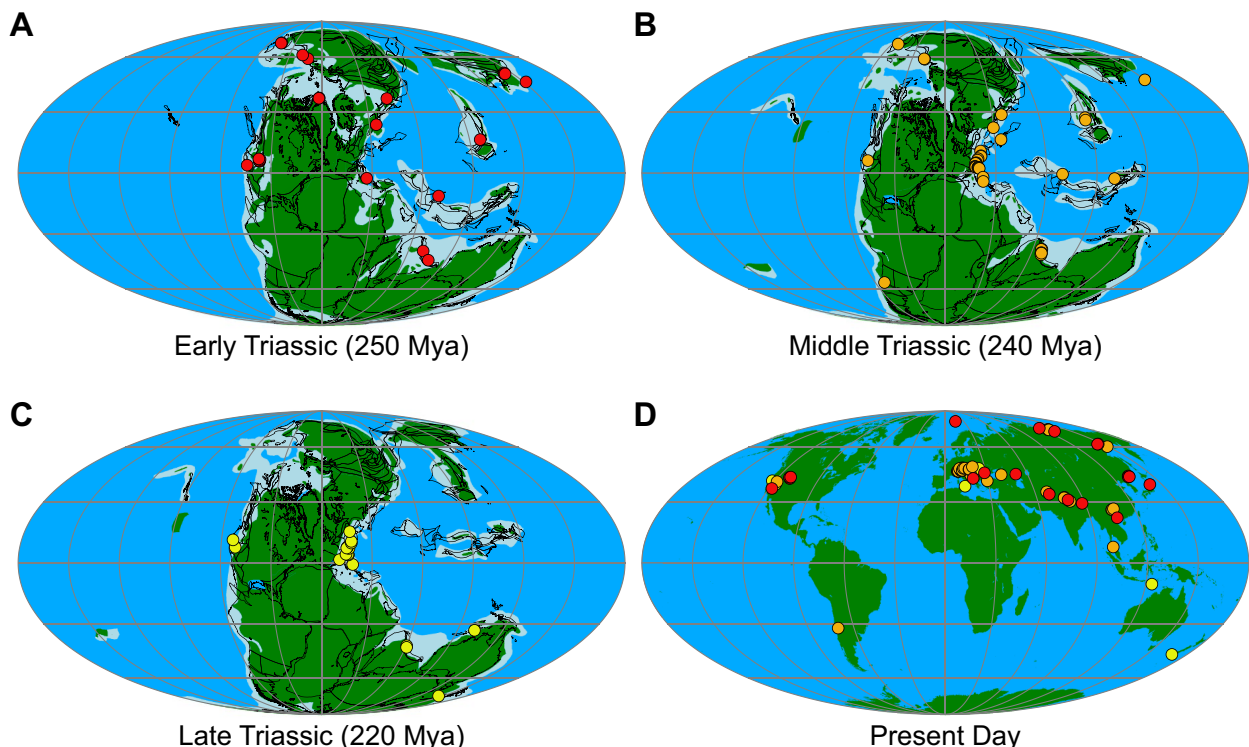 A
B
Early Triassic (250 Mya)
Middle Triassic (240 Mya)
C
D
Late Triassic (220 Mya)
Present Day